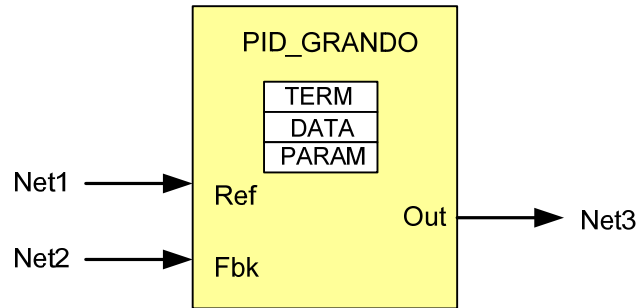 PID_GRANDO
TERM
DATA
PARAM
Net1
Ref
Out
Net3
Net2
Fbk